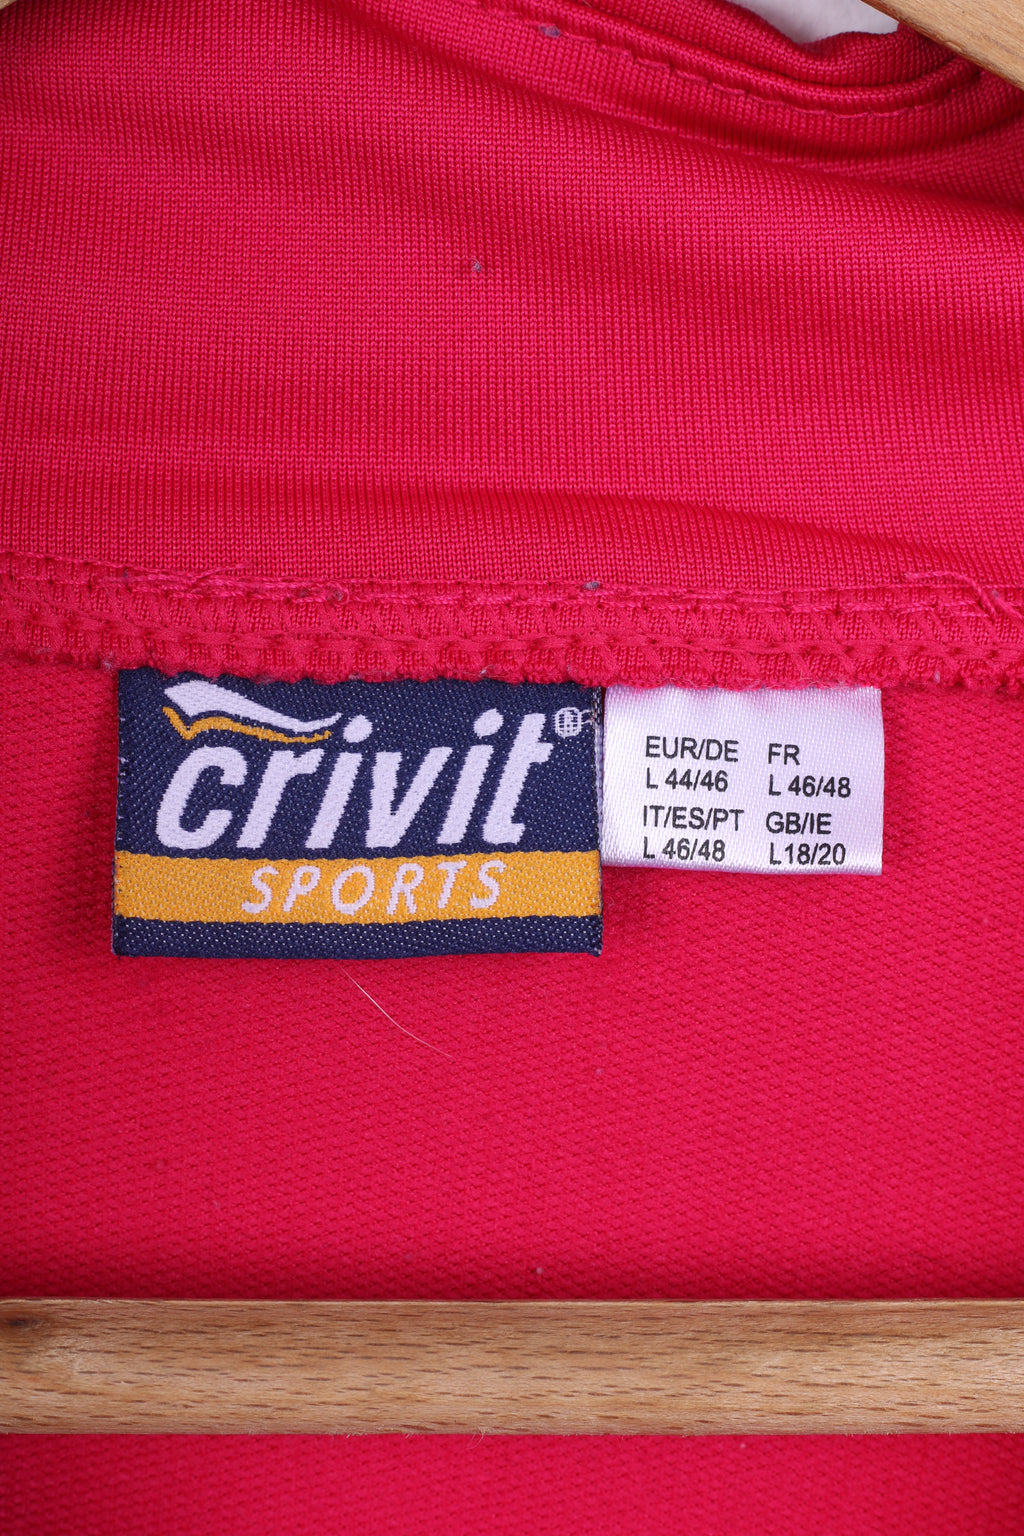 crivit®
SPORTS
EUR/DE FR
L 44/46 L 46/48
IT/ES/PT GB/IE
L 46/48 L18/20